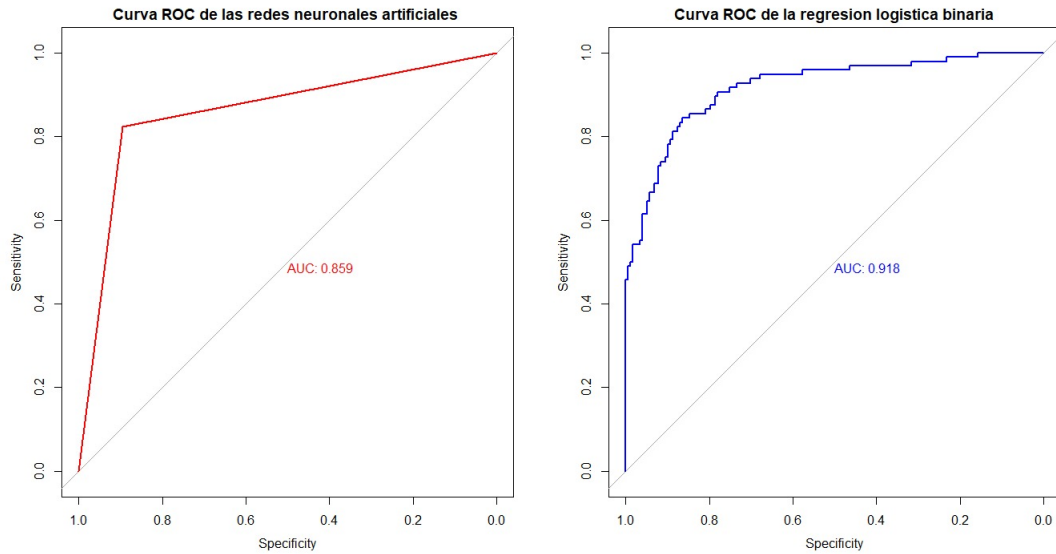 Curva ROC de las redes neuronales artificiales
1.0
0.8
0.6
0.4
0.2
0.0
Sensitivity
AUC: 0.859
1.0 0.8 0.6 0.4 0.2 0.0
Specificity
Curva ROC de la regresion logistica binaria
1.0
0.8
0.6
0.4
0.2
0.0
Sensitivity
AUC: 0.918
1.0 0.8 0.6 0.4 0.2 0.0
Specificity